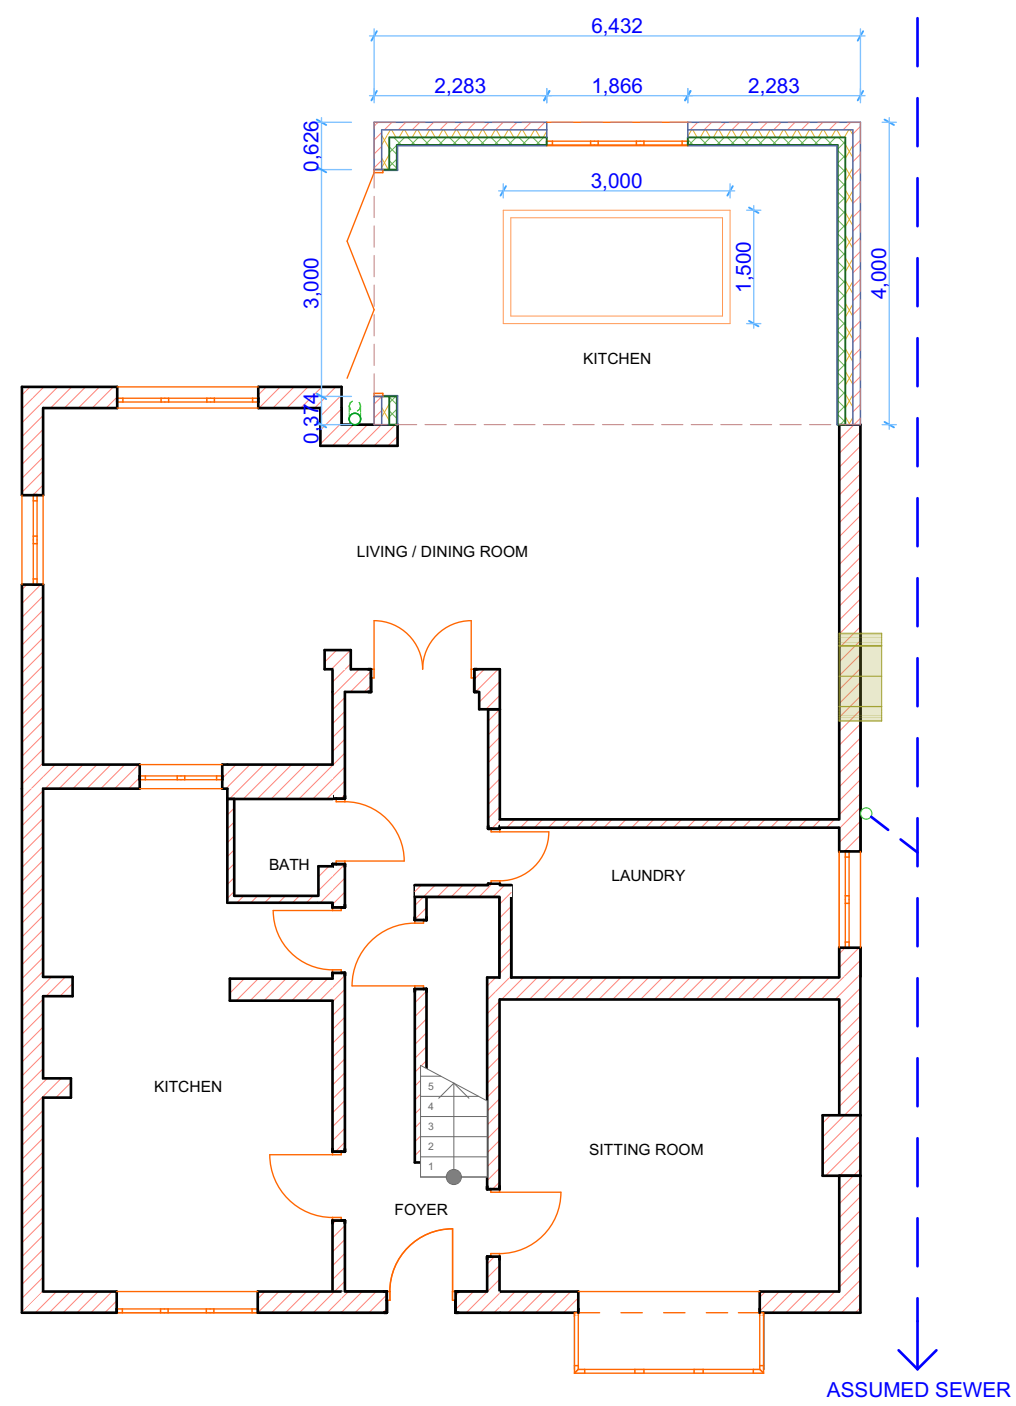 6,432
2,283
1,866
2,283
0,626
3,000
3,000
1,500
4,000
KITCHEN
0,374
LIVING / DINING ROOM
BATH
LAUNDRY
KITCHEN
5
4
3
2
1
SITTING ROOM
FOYER
ASSUMED SEWER